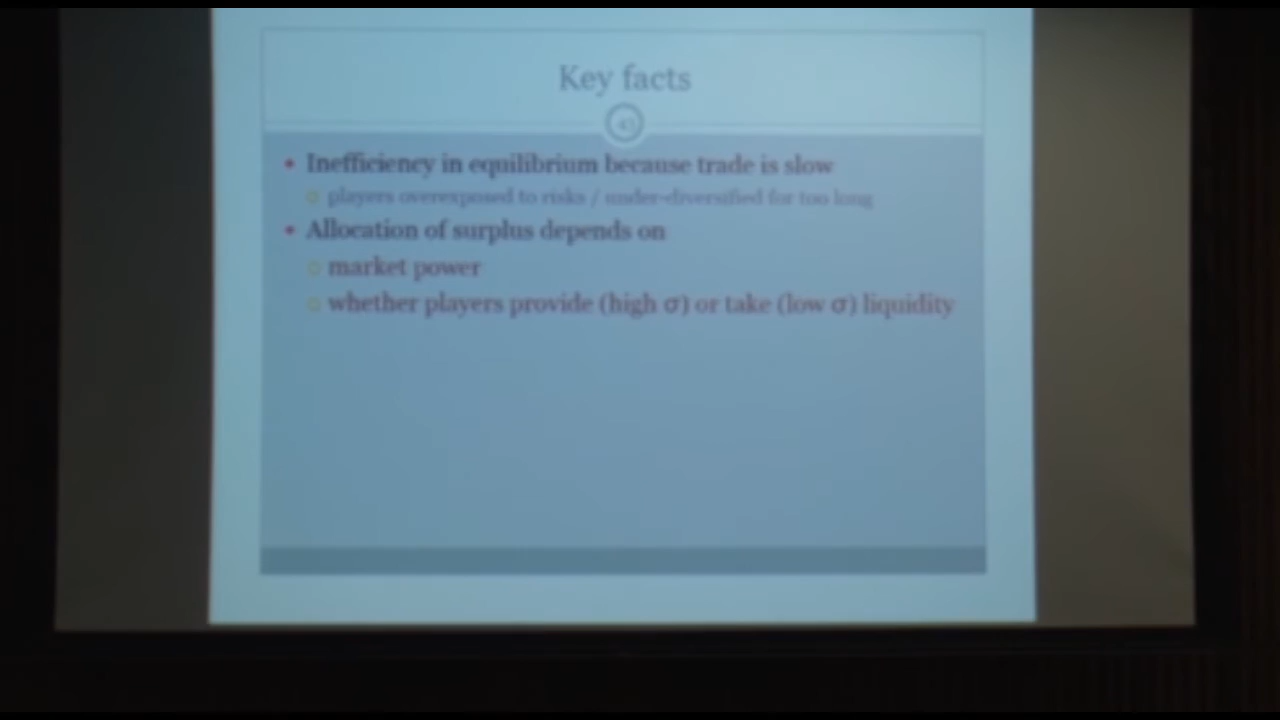 Key facts
• Inefficiency in equilibrium because trade is slow
○ players overexposed to risks / under-diversified for too long
• Allocation of surplus depends on
○ market power
○ whether players provide (high σ) or take (low σ) liquidity